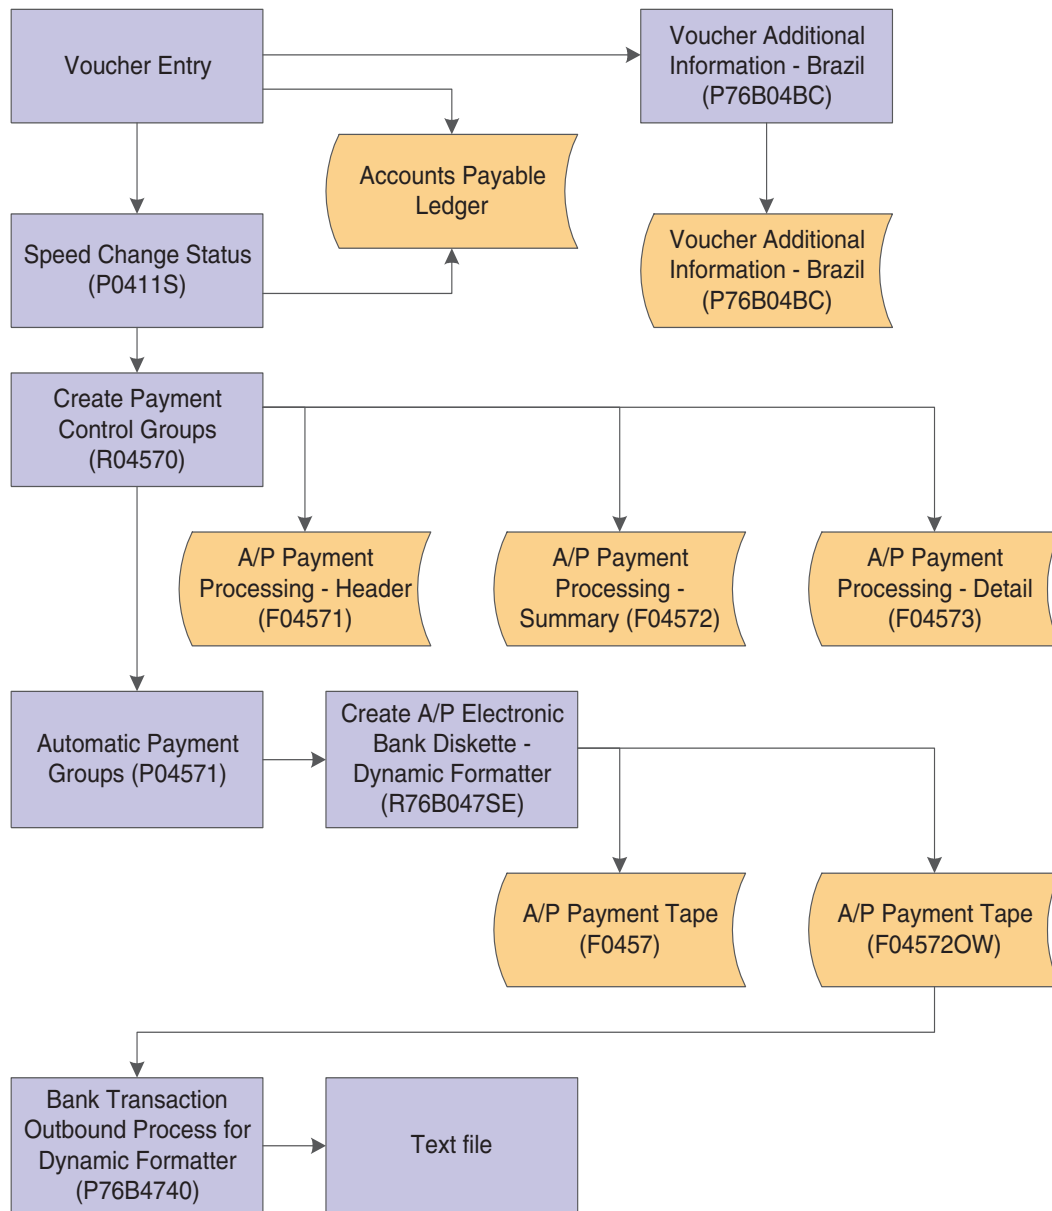 Voucher Entry
Voucher Additional
Information - Brazil
(P76B04BC)
Accounts Payable
Ledger
Speed Change Status
(P0411S)
Voucher Additional
Information - Brazil
(P76B04BC)
Create Payment
Control Groups
(R04570)
A/P Payment
Processing - Header
(F04571)
A/P Payment
Processing -
Summary (F04572)
A/P Payment
Processing - Detail
(F04573)
Automatic Payment
Groups (P04571)
Create A/P Electronic
Bank Diskette -
Dynamic Formatter
(R76B047SE)
A/P Payment Tape
(F0457)
A/P Payment Tape
(F04572OW)
Bank Transaction
Outbound Process for
Dynamic Formatter
(P76B4740)
Text file